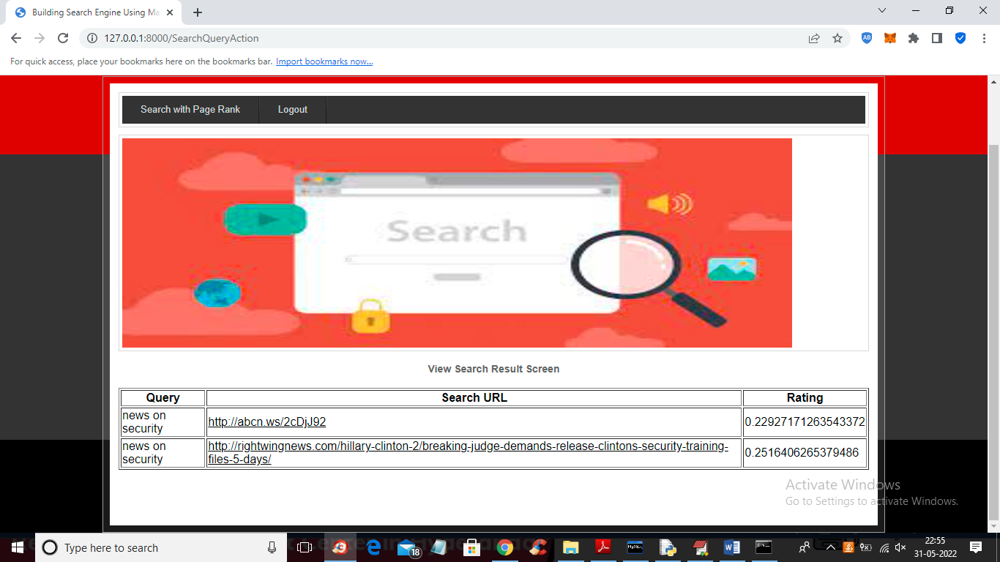 Building Search Engine Using Ma
127.0.0.1:8000/SearchQueryAction
For quick access, place your bookmarks here on the bookmarks bar. Import bookmarks now...
Search with Page Rank Logout
Search
View Search Result Screen
Query Search URL Rating
news on
security
http://abcn.ws/2cDjJ92
0.22927171263543372
news on
security
http://rightwingnews.com/hillary-clinton-2/breaking-judge-demands-release-clintons-security-training-
files-5-days/
0.2516406265379486
Activate Windows
Go to Settings to activate Windows.
Type here to search
18
22:55
31-05-2022